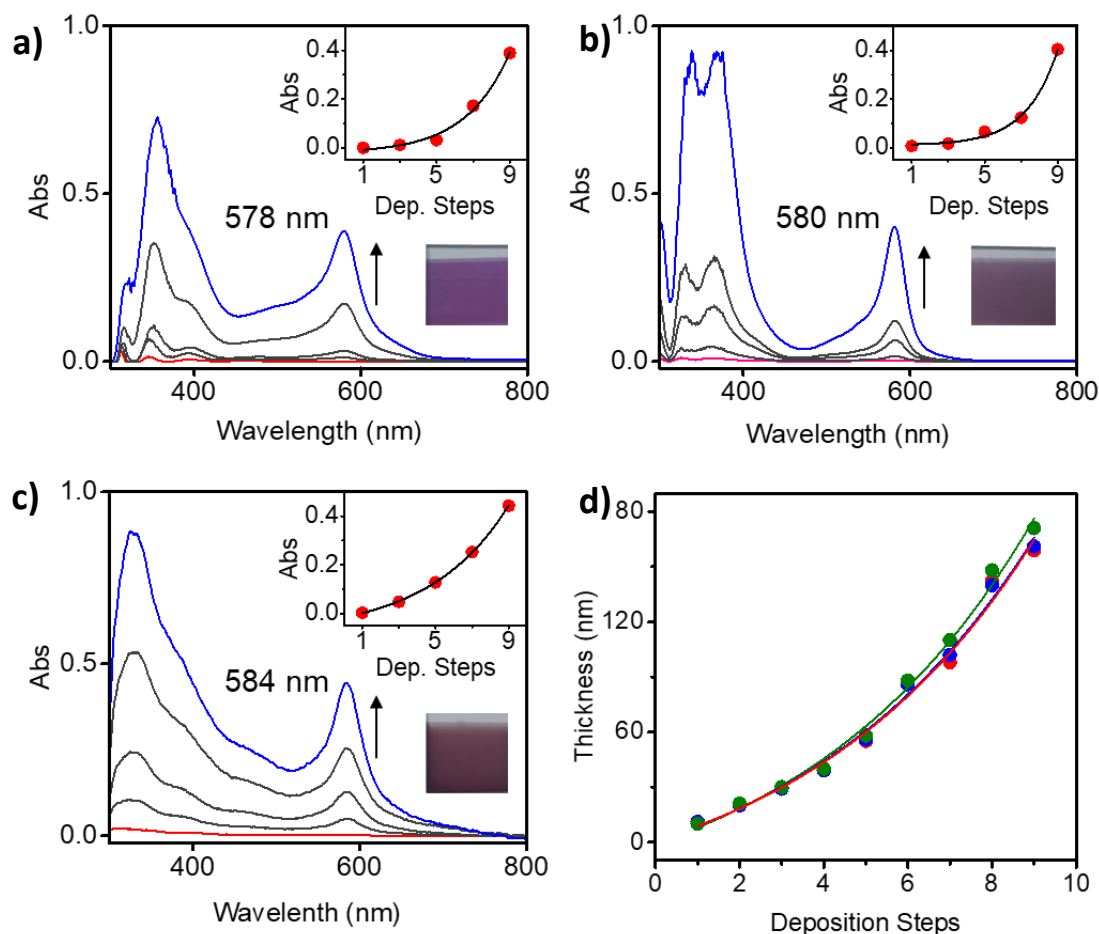 a)
1.0
0.5
0.0
Abs
400
600
800
Wavelength (nm)
578 nm
0.4
0.2
0.0
Abs
1
5
9
Dep. Steps
b)
1.0
0.5
0.0
Abs
400
600
800
Wavelength (nm)
580 nm
0.4
0.2
0.0
Abs
1
5
9
Dep. Steps
c)
1.0
0.5
0.0
Abs
400
600
800
Wavelenth (nm)
584 nm
0.4
0.2
0.0
Abs
1
5
9
Dep. Steps
d)
180
120
60
0
Thickness (nm)
0
2
4
6
8
10
Deposition Steps